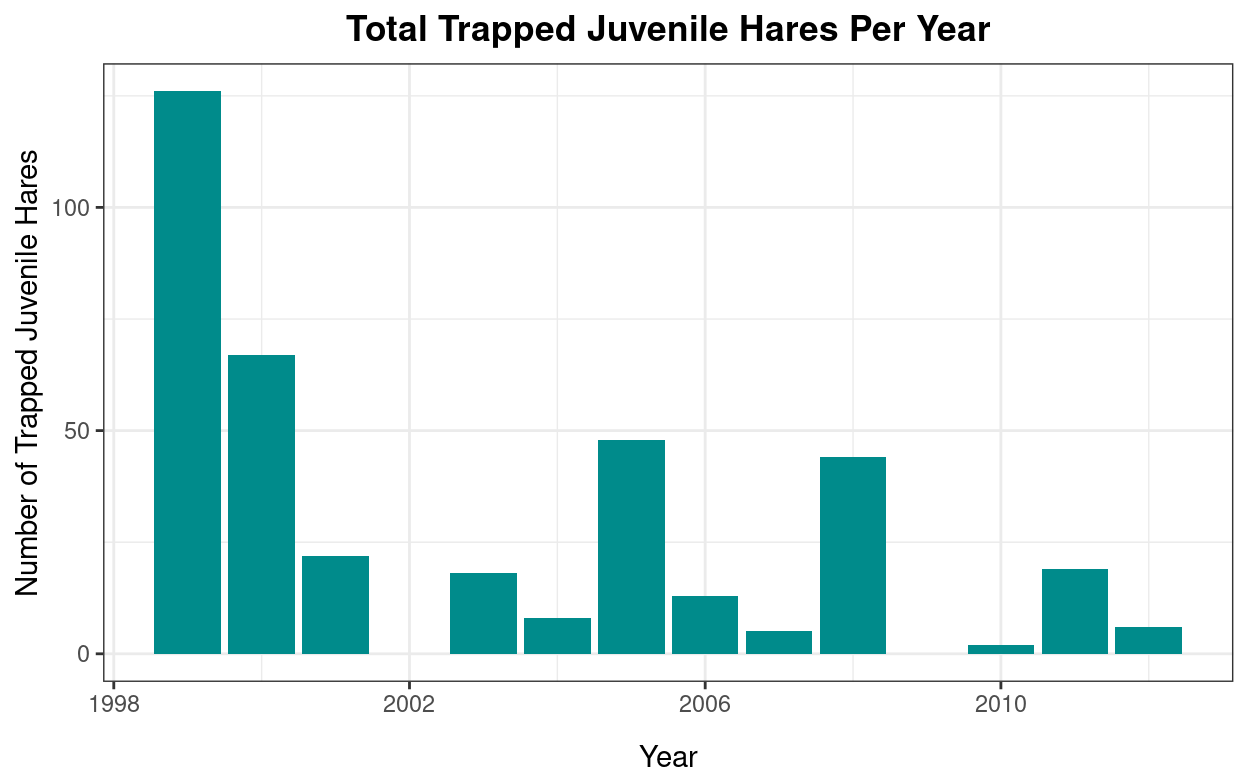 Total Trapped Juvenile Hares Per Year
Number of Trapped Juvenile Hares
100
50
0
1998 2002 2006 2010
Year